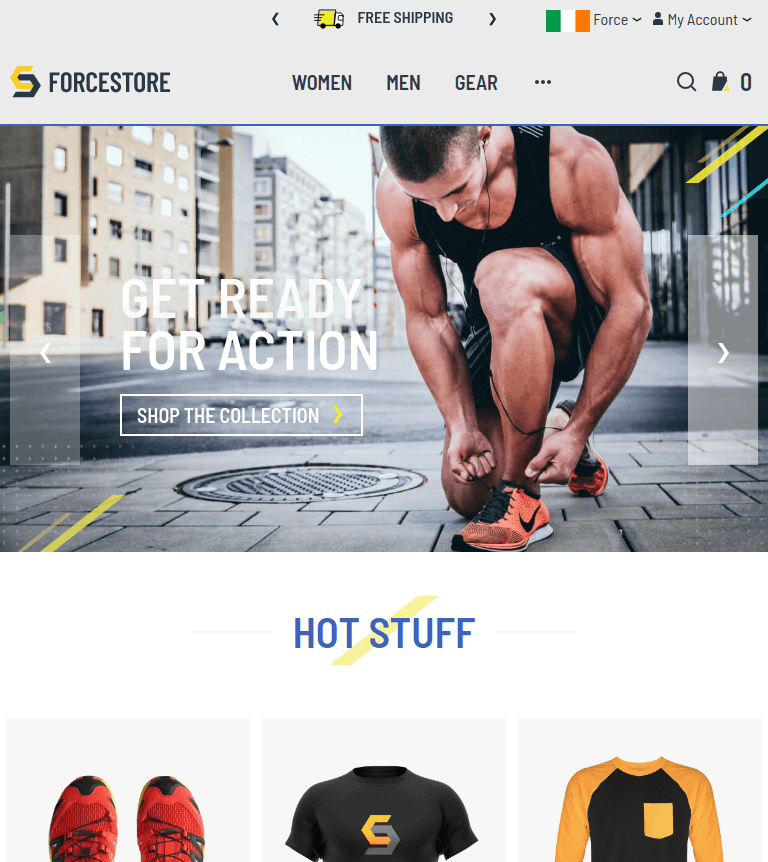 FREE SHIPPING
Force
My Account
FORCESTORE
WOMEN
MEN
GEAR
0
GET READY
FOR ACTION
SHOP THE COLLECTION
HOT STUFF